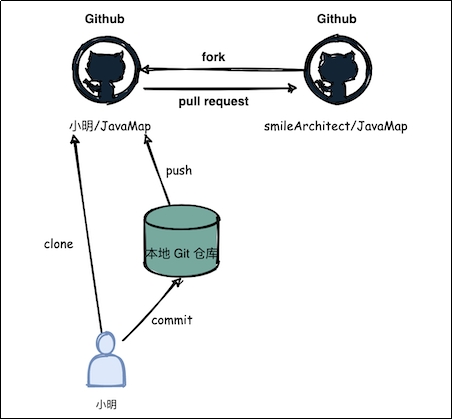 Github
Github
fork
pull request
小明/JavaMap
smileArchitect/JavaMap
push
clone
本地 Git 仓库
commit
小明